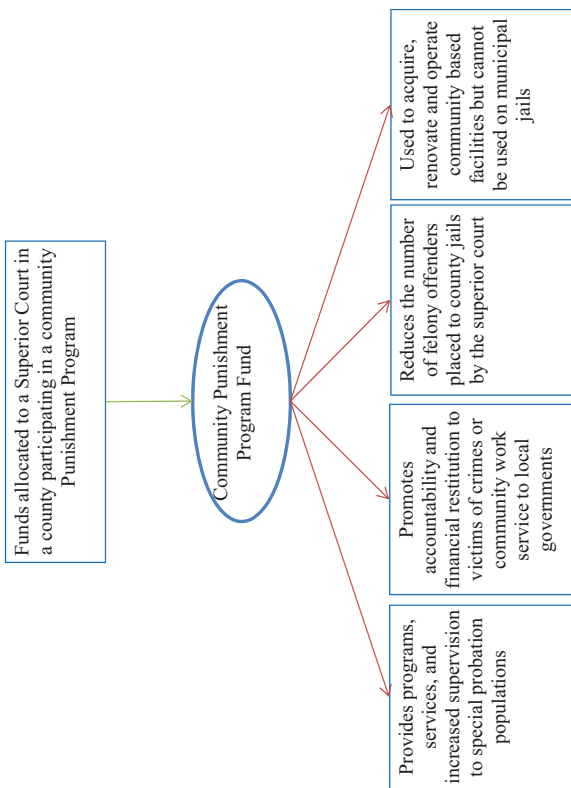 Funds allocated to a Superior Court in
a county participating in a community
Punishment Program
Community Punishment
Program Fund
Provides programs,
services, and
increased supervision
to special probation
populations
Promotes
accountability and
financial restitution to
victims of crimes or
community work
service to local
governments
Reduces the number
of felony offenders
placed to county jails
by the superior court
Used to acquire,
renovate and operate
community based
facilities but cannot
be used on municipal
jails